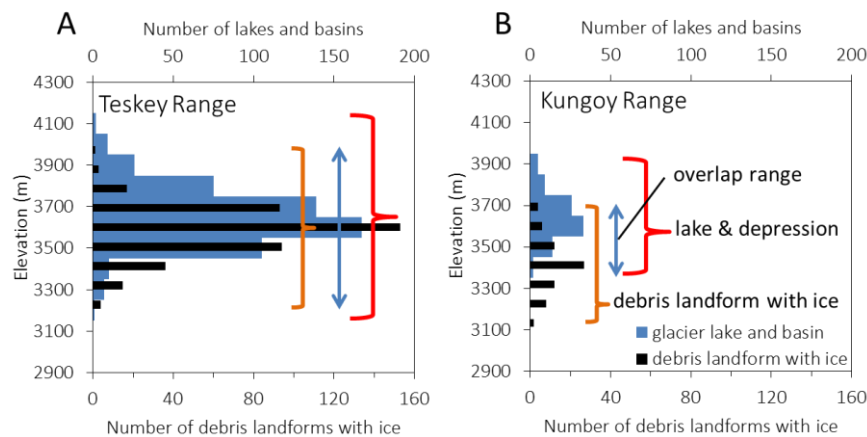 A
Number of lakes and basins
0 50 100 150 200
4300
4100
3900
3700
3500
3300
3100
2900
Elevation (m)
Teskey Range
0 40 80 120 160
Number of debris landforms with ice
B
Number of lakes and basins
0 50 100 150 200
4300
4100
3900
3700
3500
3300
3100
2900
Elevation (m)
Kungoy Range
overlap range
lake & depression
debris landform with ice
glacier lake and basin
debris landform with ice
0 40 80 120 160
Number of debris landforms with ice